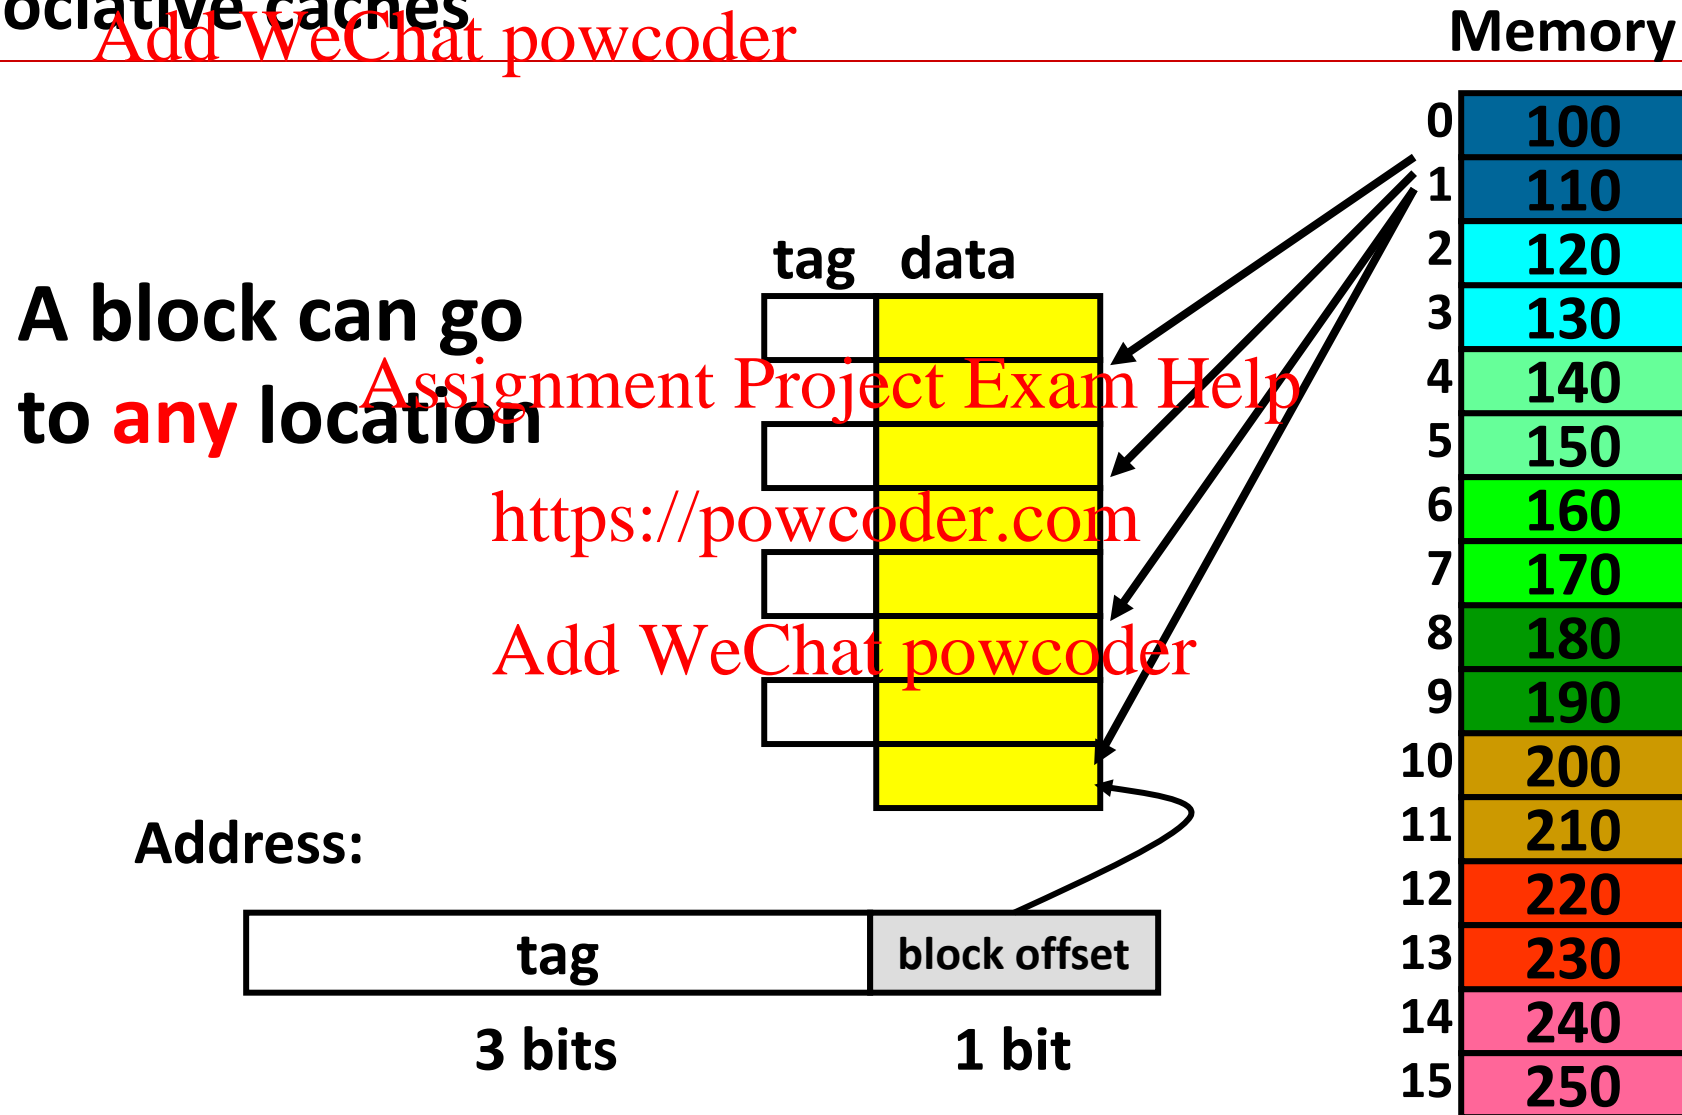 ociative caches
Add WeChat powcoder
Memory
tag data
A block can go
to any location
Assignment Project Exam Help
https://powcoder.com
Add WeChat powcoder
0 100
1 110
2 120
3 130
4 140
5 150
6 160
7 170
8 180
9 190
10 200
11 210
12 220
13 230
14 240
15 250
Address:
tag block offset
3 bits 1 bit